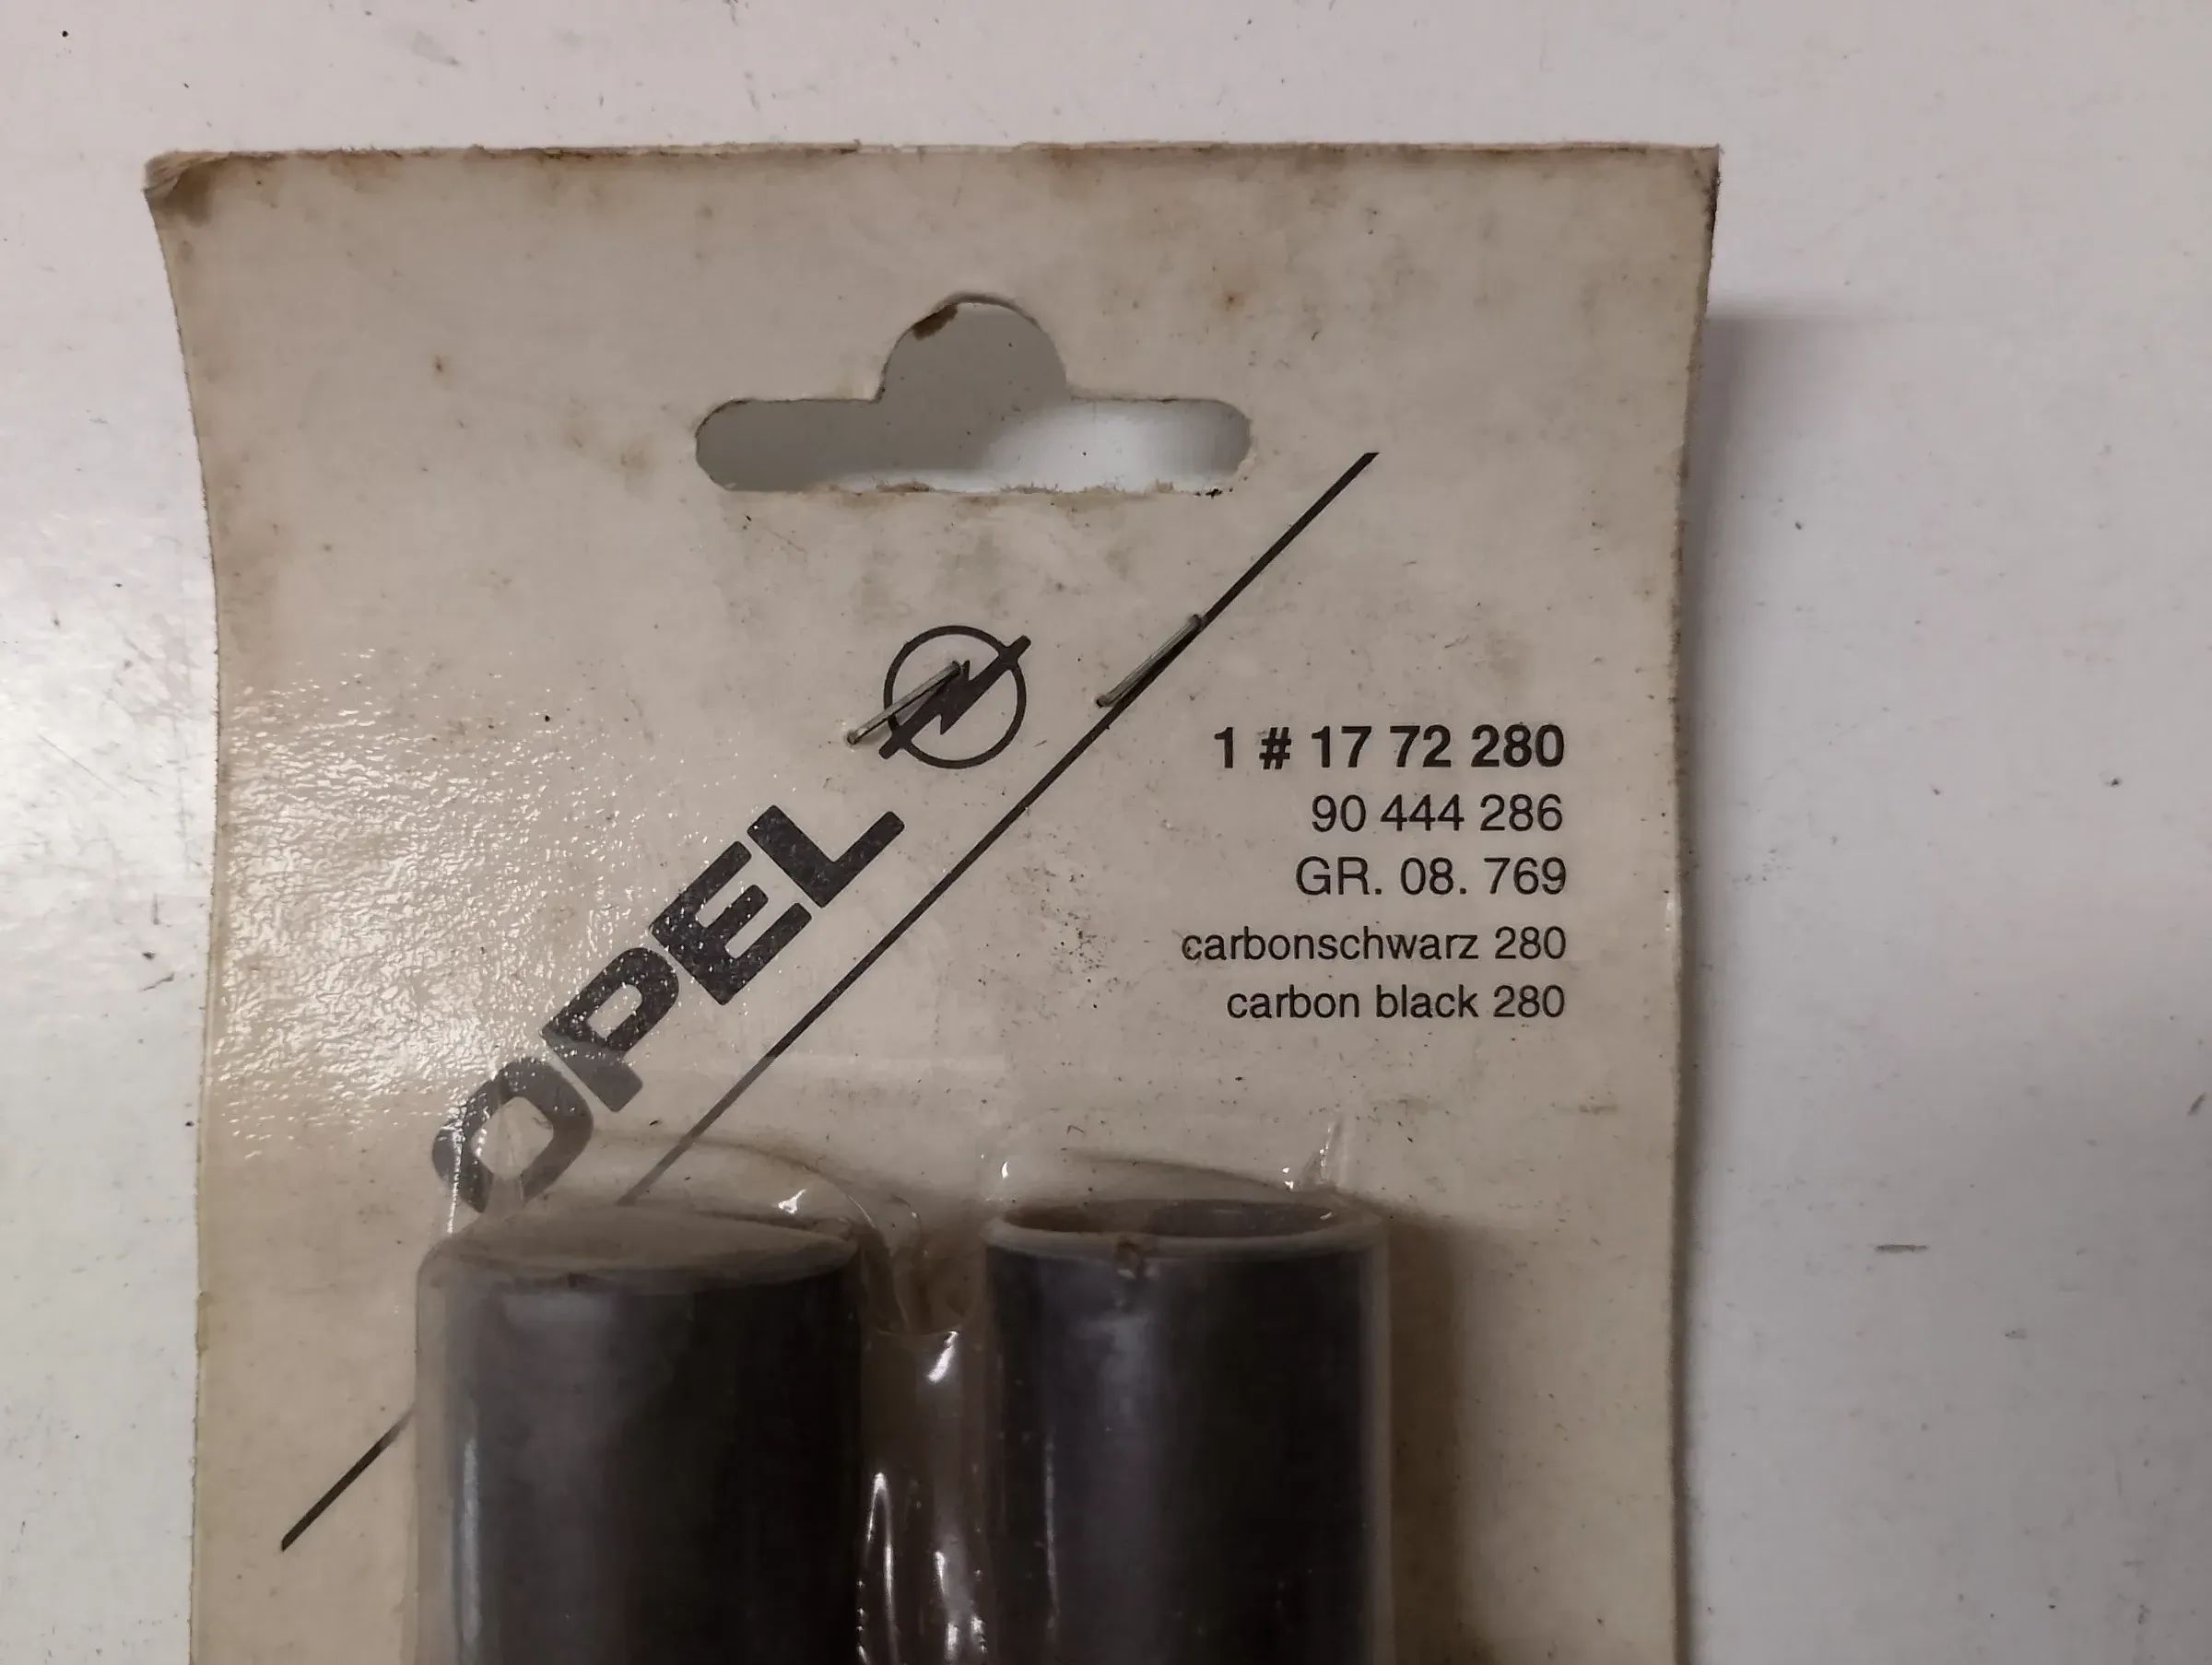 OPEL
1 # 17 72 280
90 444 286
GR. 08. 769
carbonschwarz 280
carbon black 280